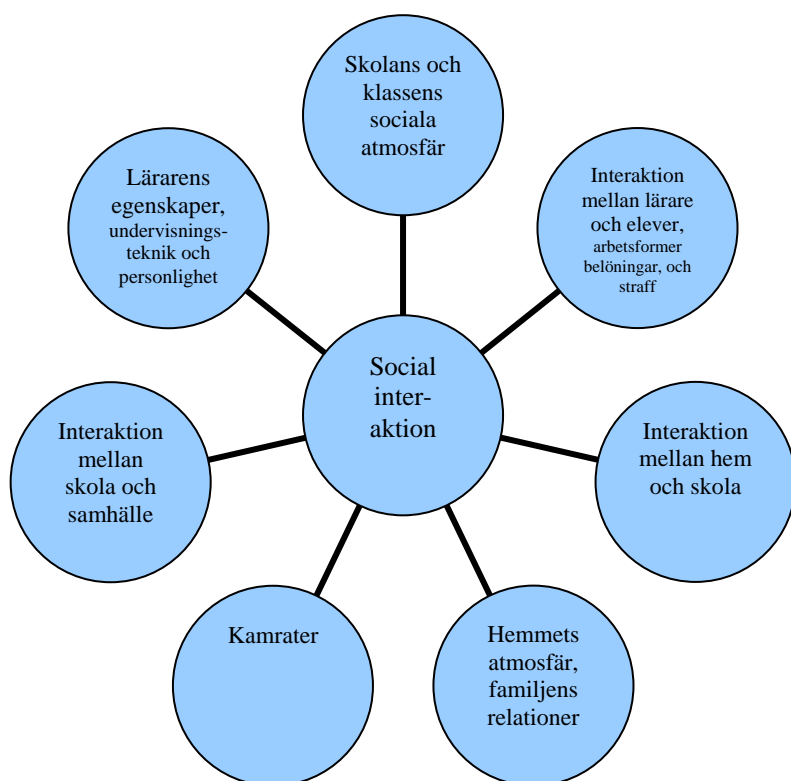 Skolans och
klassens
sociala
atmosfär
Interaktion
mellan lärare
och elever,
arbetsformer
belöningar, och
straff
Interaktion
mellan hem
och skola
Hemmets
atmosfär,
familjens
relationer
Kamrater
Interaktion
mellan
skola och
samhälle
Lärarens
egenskaper,
undervisnings-
teknik och
personlighet
Social
inter-
aktion